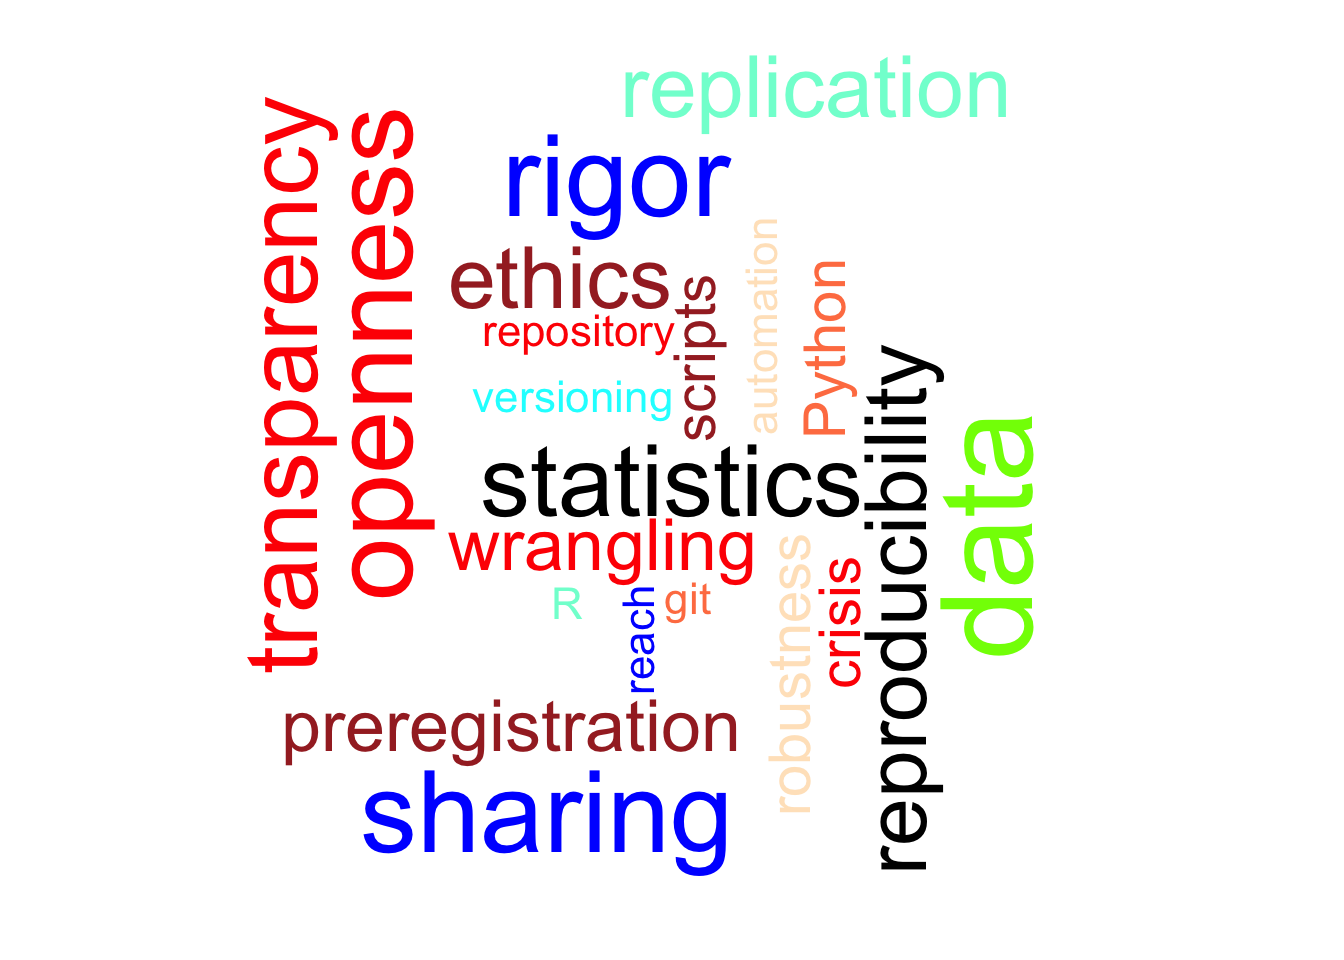 replication
transparency
openness
rigor
ethics
repository
scripts
automation
Python
versioning
reproducibility
data
statistics
wrangling
R
reach
git
robustness
crisis
preregistration
sharing